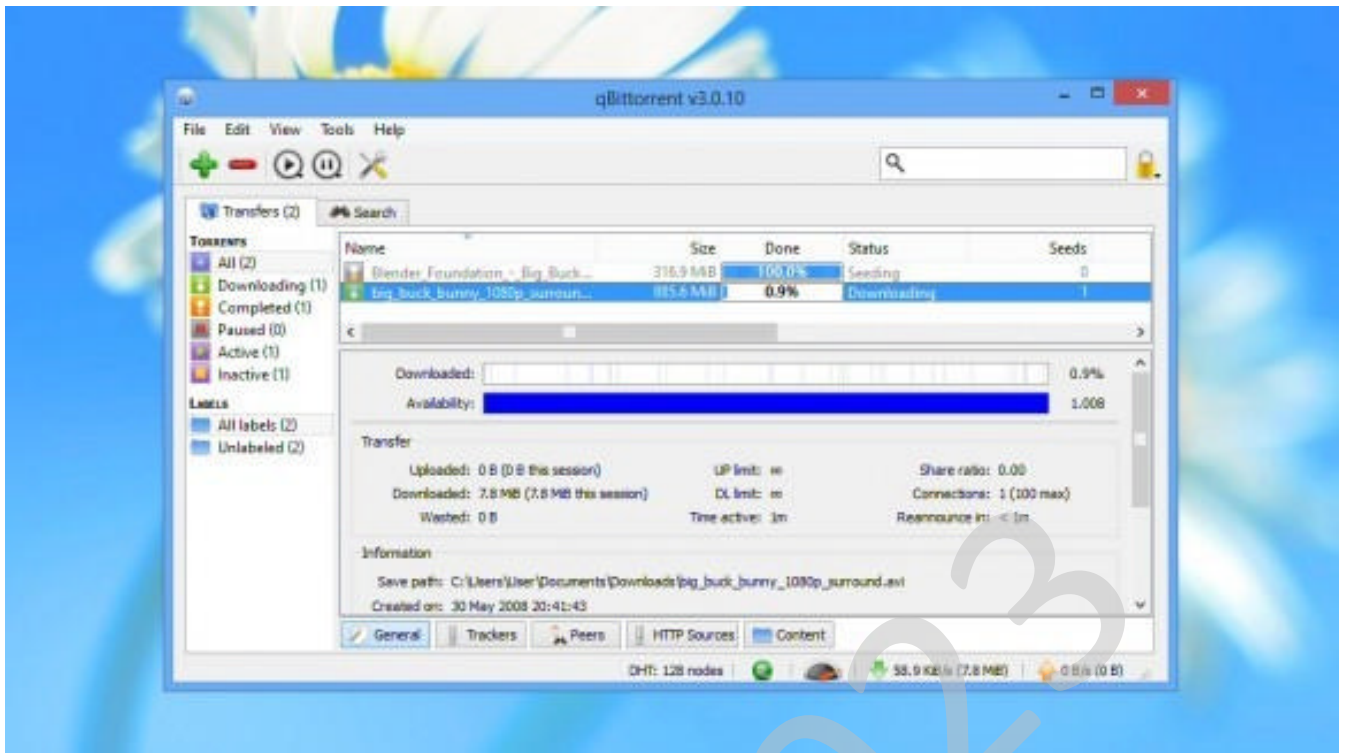 qBittorrent v3.0.10
File Edit View Tools Help
Transfers (2) Search
TORRENTS
All (2)
Downloading (1)
Completed (1)
Paused (0)
Active (1)
Inactive (1)
LABELS
All labels (2)
Unlabeled (2)
Name Size Done Status Seeds
Blender_Foundation_-_Big_Buck_... 316.9 MiB 100.0% Seeding 0
big_buck_bunny_1080p_surroun... 885.6 MiB 0.9% Downloading 1
Downloaded: 0.9%
Availability: 1.008
Transfer
Uploaded: 0 B (0 B this session) UP limit: ∞ Share ratio: 0.00
Downloaded: 7.8 MiB (7.8 MiB this session) DL limit: ∞ Connections: 1 (100 max)
Wasted: 0 B Time active: 1m Reannounce in: < 1m
Information
Save path: C:\Users\User\Documents\Downloads\big_buck_bunny_1080p_surround.avi
Created on: 30 May 2008 20:41:43
General Trackers Peers HTTP Sources Content
DHT: 128 nodes 58.9 KiB/s (7.8 MiB) 0 B/s (0 B)
23